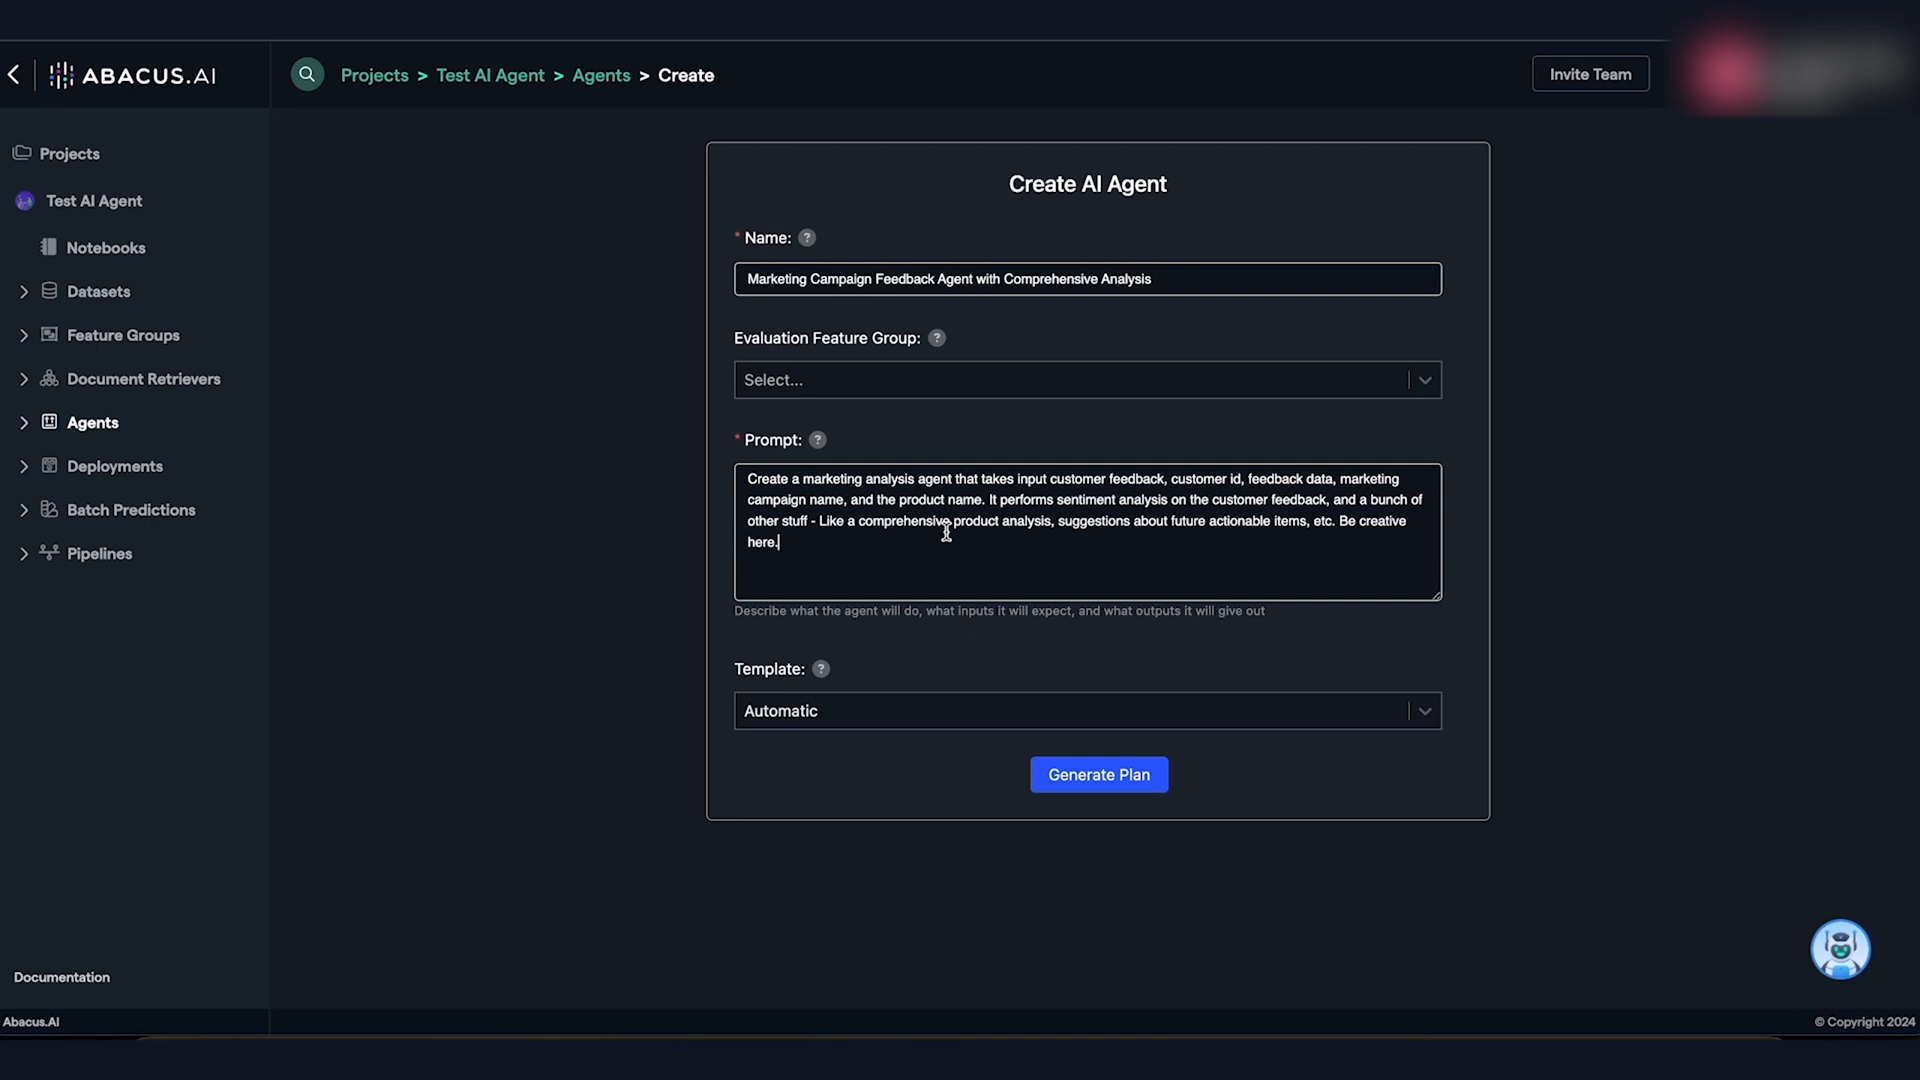 ABACUS.AI
Projects > Test AI Agent > Agents > Create
Invite Team
Projects
Test AI Agent
Notebooks
Datasets
Feature Groups
Document Retrievers
Agents
Deployments
Batch Predictions
Pipelines
Documentation
Abacus.AI
Create AI Agent
* Name: ?
Marketing Campaign Feedback Agent with Comprehensive Analysis
Evaluation Feature Group: ?
Select...
* Prompt: ?
Create a marketing analysis agent that takes input customer feedback, customer id, feedback data, marketing
campaign name, and the product name. It performs sentiment analysis on the customer feedback, and a bunch of
other stuff - Like a comprehensive product analysis, suggestions about future actionable items, etc. Be creative
here.
Describe what the agent will do, what inputs it will expect, and what outputs it will give out
Template: ?
Automatic
Generate Plan
© Copyright 2024